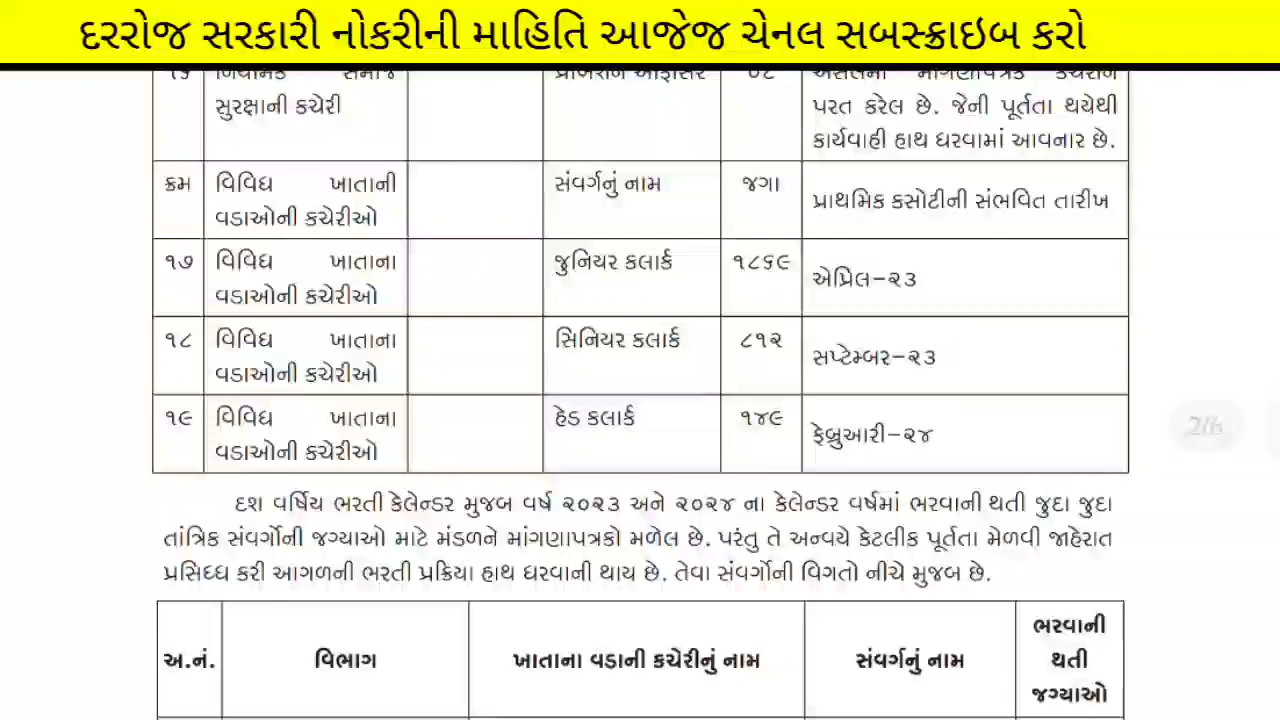 દરરોજ સરકારી નોકરીની માહિતિ આજેજ ચેનલ સબસ્ક્રાઇબ કરો
સુરક્ષાની કચેરી
પરત કરેલ છે. જેની પૂર્તતા થયેથી
કાર્યવાહી હાથ ધરવામાં આવનાર છે.
ક્રમ વિવિધ ખાતાની સંવર્ગનું નામ જગા પ્રાથમિક કસોટીની સંભવિત તારીખ
વડાઓની કચેરીઓ
૧૭ વિવિધ ખાતાના જુનિયર કલાર્ક ૧૮૬૯ એપ્રિલ–૨૩
વડાઓની કચેરીઓ
૧૮ વિવિધ ખાતાના સિનિયર કલાર્ક ૮૧૨ સપ્ટેમ્બર–૨૩
વડાઓની કચેરીઓ
૧૯ વિવિધ ખાતાના હેડ કલાર્ક ૧૪૯ ફેબ્રુઆરી–૨૪
વડાઓની કચેરીઓ
2/6
દશ વર્ષિય ભરતી કેલેન્ડર મુજબ વર્ષ ૨૦૨૩ અને ૨૦૨૪ ના કેલેન્ડર વર્ષમાં ભરવાની થતી જુદા જુદા
તાંત્રિક સંવર્ગોની જગ્યાઓ માટે મંડળને માંગણાપત્રકો મળેલ છે. પરંતુ તે અન્વયે કેટલીક પૂર્તતા મેળવી જાહેરાત
પ્રસિધ્ધ કરી આગળની ભરતી પ્રક્રિયા હાથ ધરવાની થાય છે. તેવા સંવર્ગોની વિગતો નીચે મુજબ છે.
અ.નં. વિભાગ ખાતાના વડાની કચેરીનું નામ સંવર્ગનું નામ ભરવાની
થતી
જગ્યાઓ